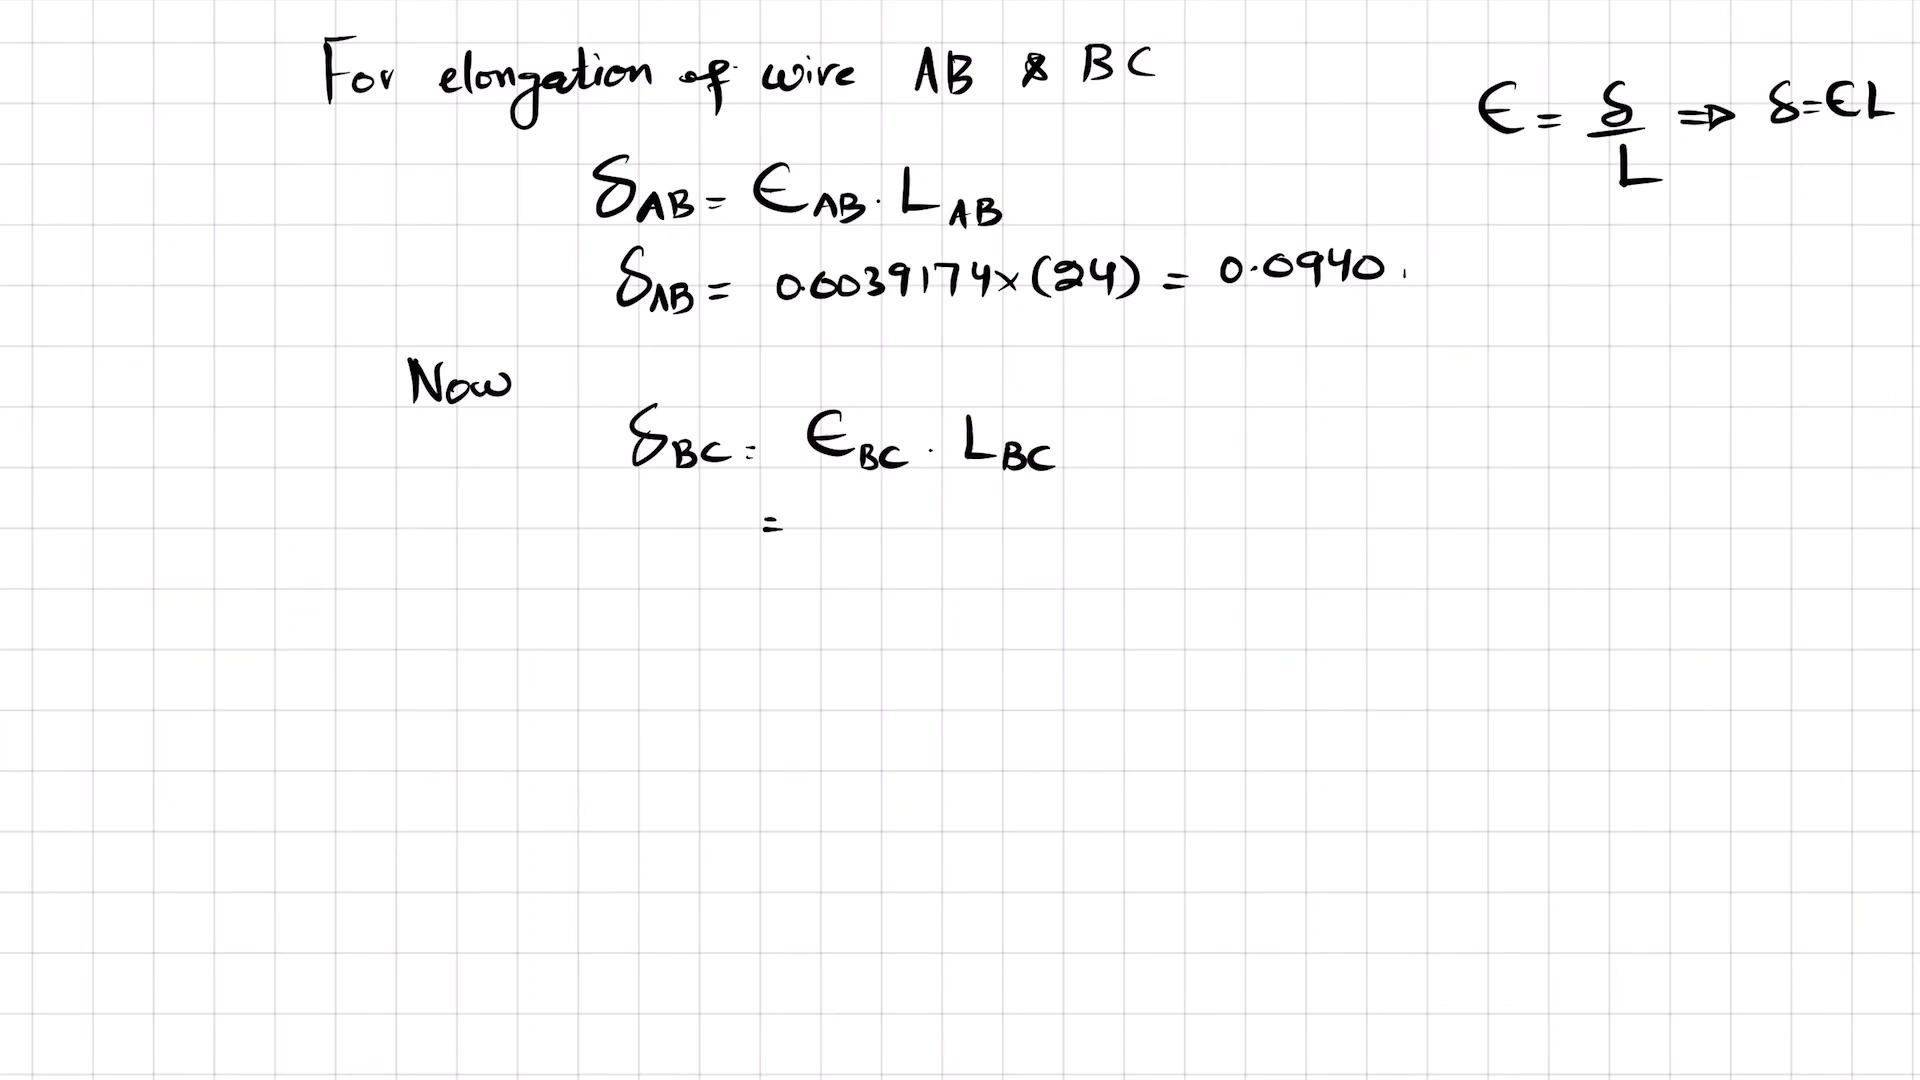 For elongation of wire AB & BC
ϵ = δ/L ⇒ δ=ϵL
δAB = ϵAB · LAB
δAB = 0.0039174×(24) = 0.0940
Now
δBC = ϵBC · LBC
=